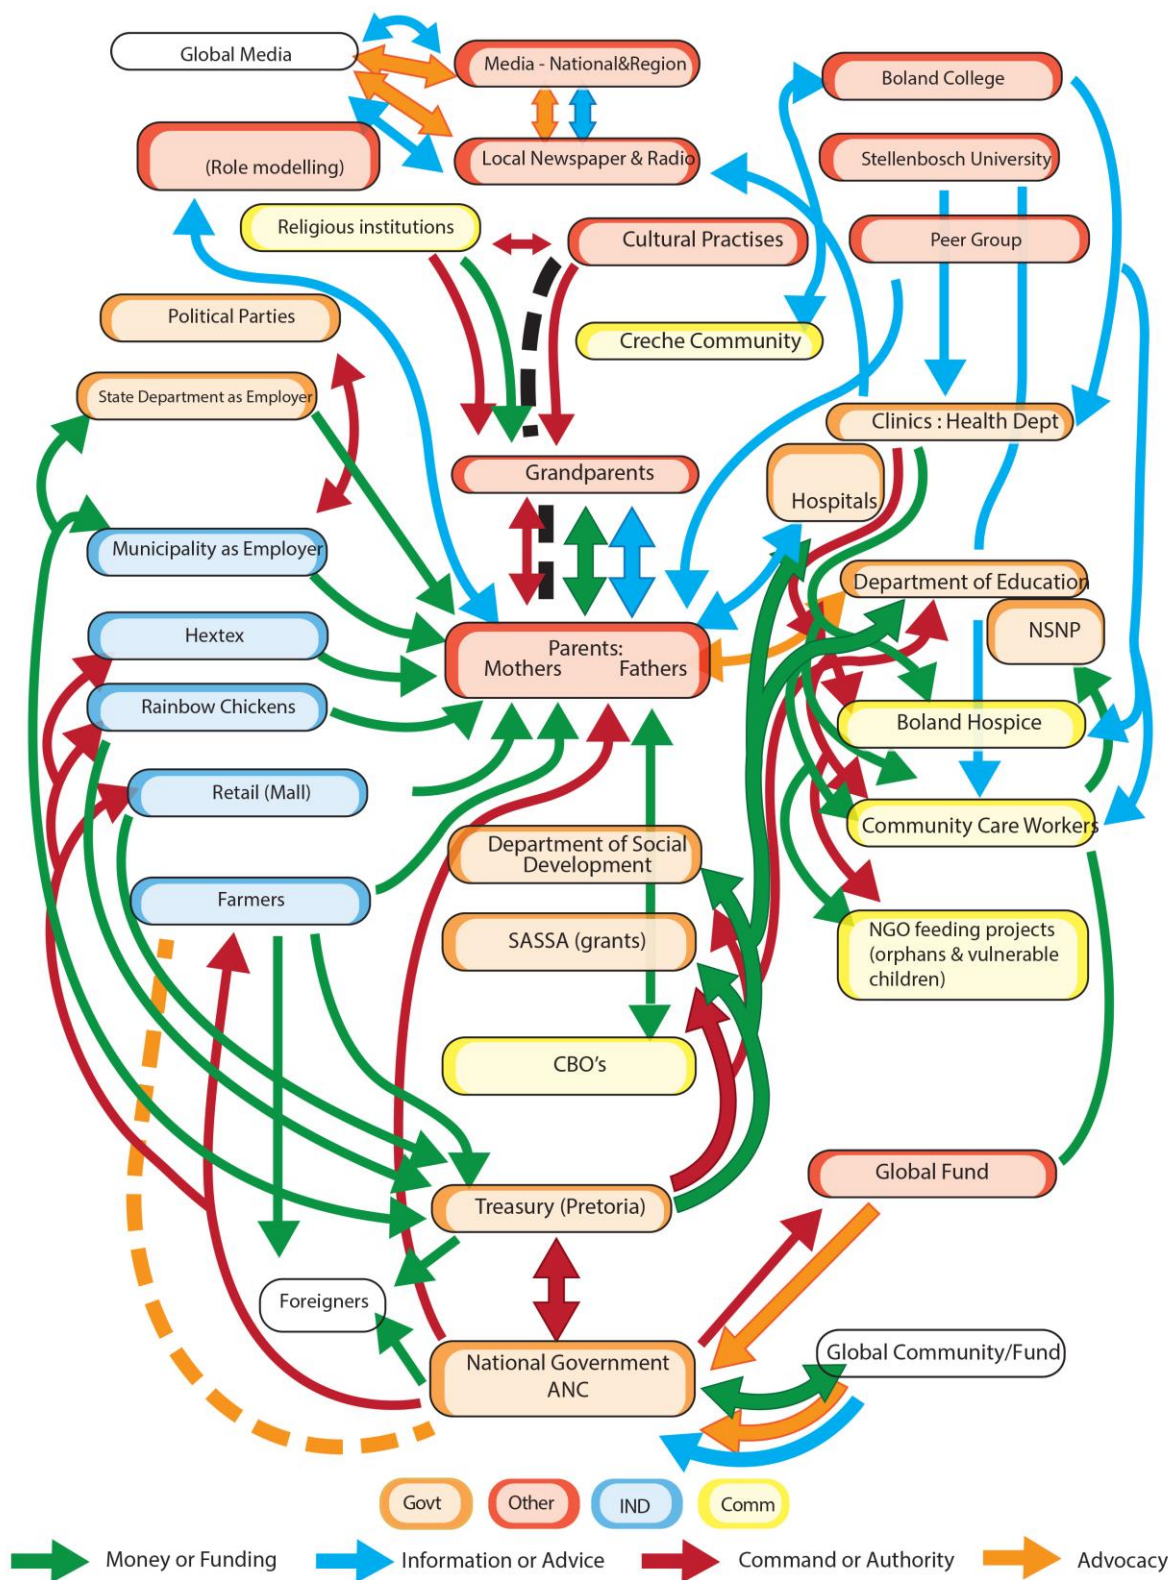 Global Media
Media - National&Region
Boland College
(Role modelling)
Local Newspaper & Radio
Stellenbosch University
Religious institutions
Cultural Practises
Peer Group
Political Parties
Creche Community
State Department as Employer
Clinics : Health Dept
Grandparents
Hospitals
Municipality as Employer
Department of Education
Hextex
Parents:
Mothers Fathers
NSNP
Rainbow Chickens
Boland Hospice
Retail (Mall)
Community Care Workers
Department of Social
Development
Farmers
SASSA (grants)
NGO feeding projects
(orphans & vulnerable
children)
CBO's
Global Fund
Treasury (Pretoria)
Foreigners
National Government
ANC
Global Community/Fund
Govt
Other
IND
Comm
Money or Funding
Information or Advice
Command or Authority
Advocacy